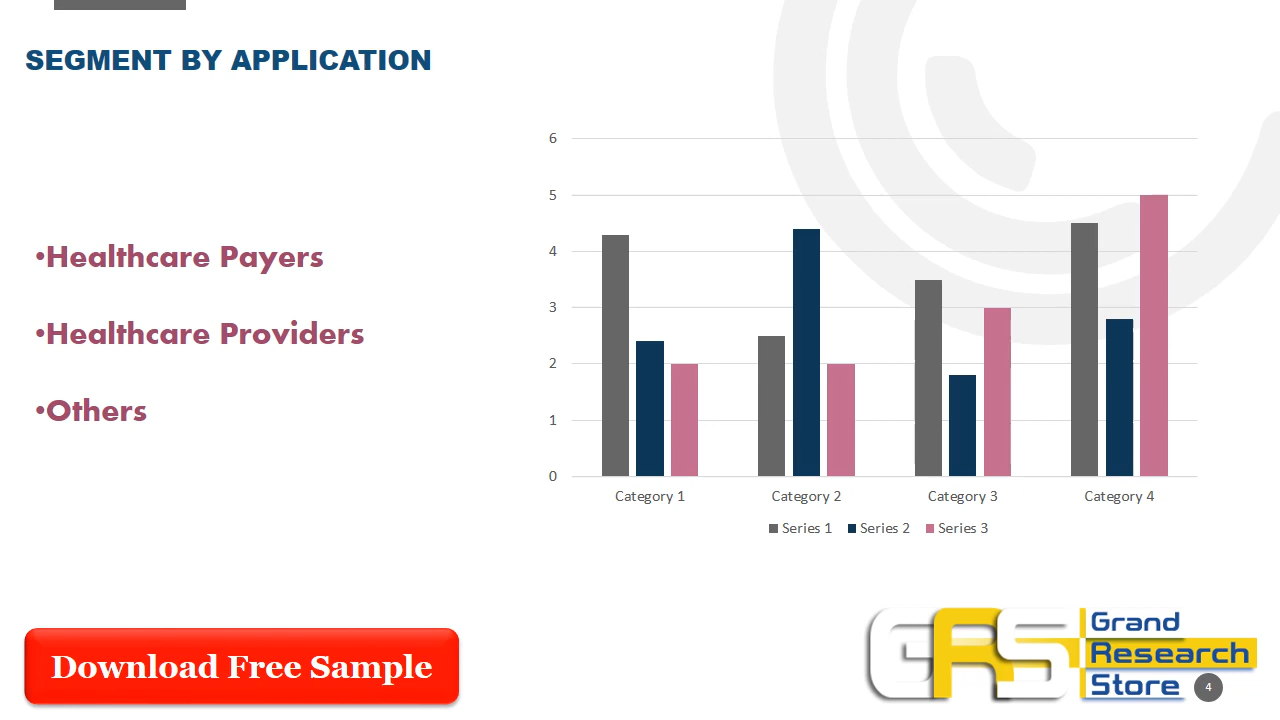 SEGMENT BY APPLICATION
•Healthcare Payers
•Healthcare Providers
•Others
6
5
4
3
2
1
0
Category 1 Category 2 Category 3 Category 4
Series 1 Series 2 Series 3
Download Free Sample
GRS
Grand
Research
Store
4